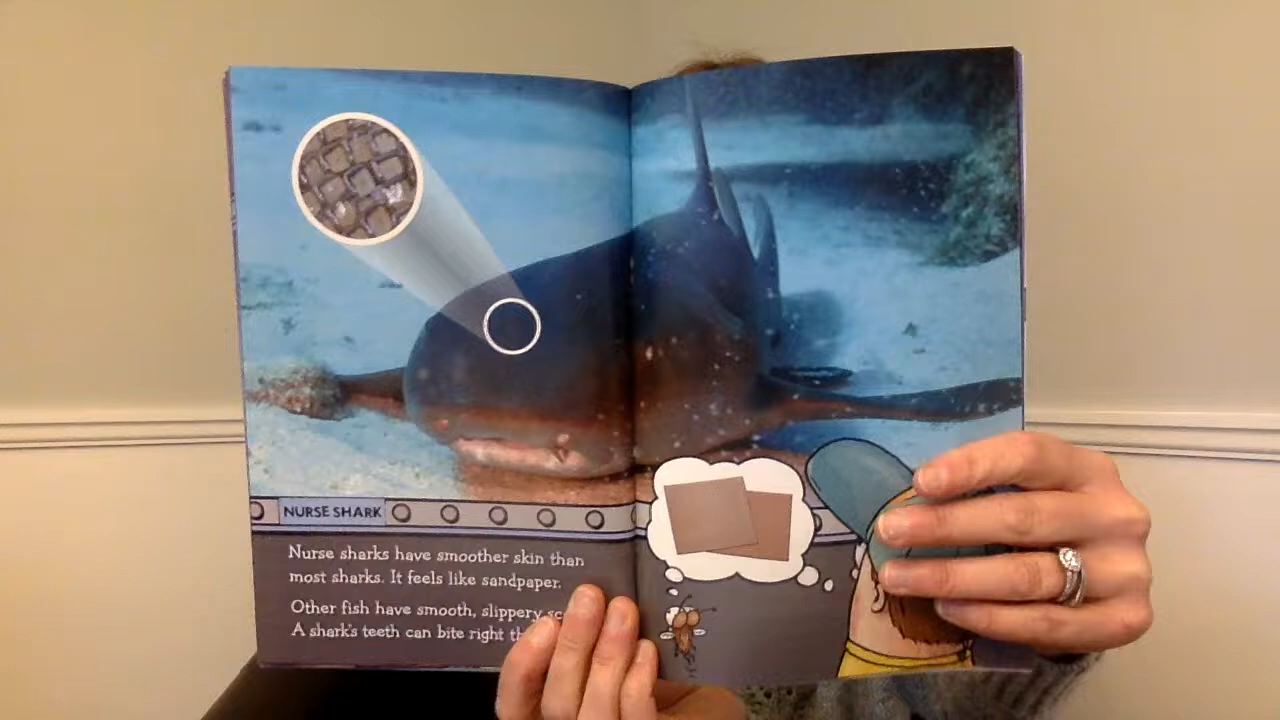 NURSE SHARK
Nurse sharks have smoother skin than
most sharks. It feels like sandpaper.
Other fish have smooth, slippery
A shark's teeth can bite right